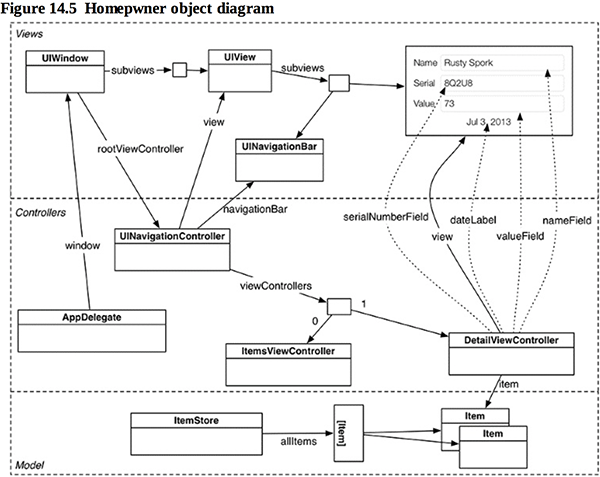 Figure 14.5 Homepwner object diagram
Views
UIWindow
subviews
UIView
subviews
Name Rusty Spork
Serial 8Q2U8
Value 73
Jul 3, 2013
view
UINavigationBar
rootViewController
navigationBar
Controllers
serialNumberField
dateLabel
nameField
view
valueField
UINavigationController
window
viewControllers
AppDelegate
0
1
ItemsViewController
DetailViewController
item
ItemStore
allItems
[Item]
Item
Item
Model